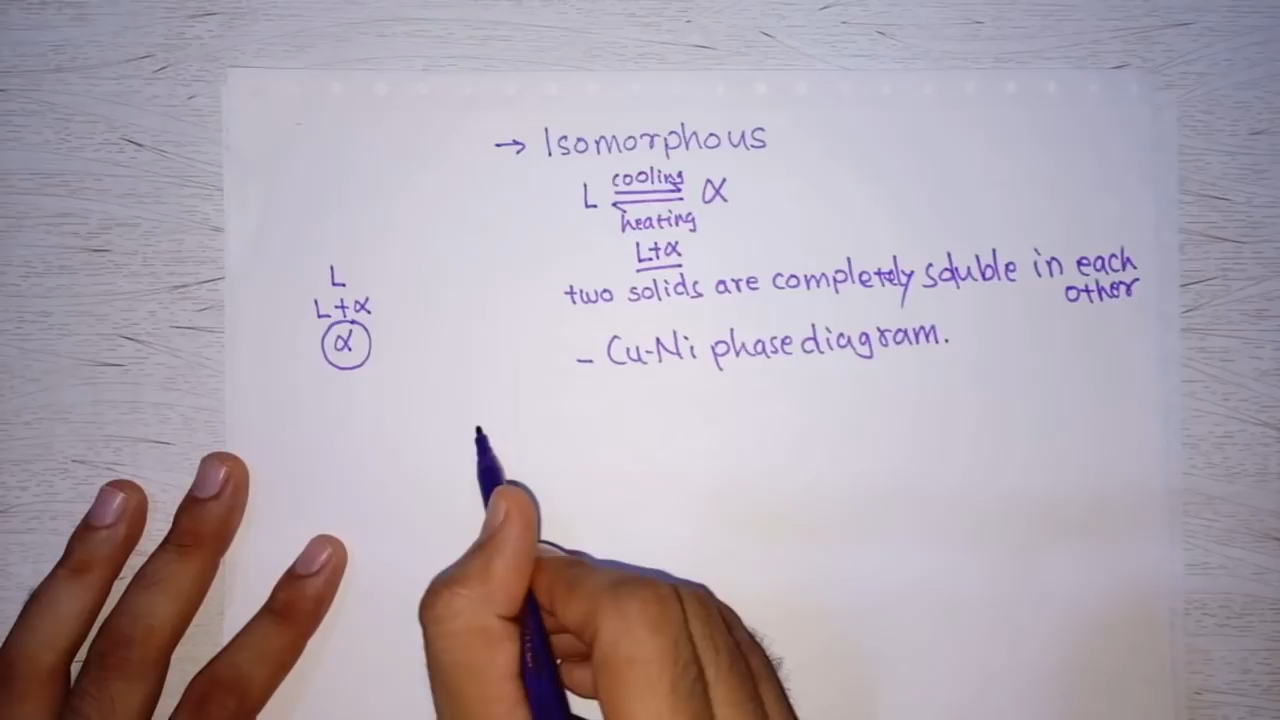 → Isomorphous
cooling
L ⇌ α
heating
L+α
two solids are completely soluble in each
other
- Cu-Ni phase diagram.
L
L+α
α